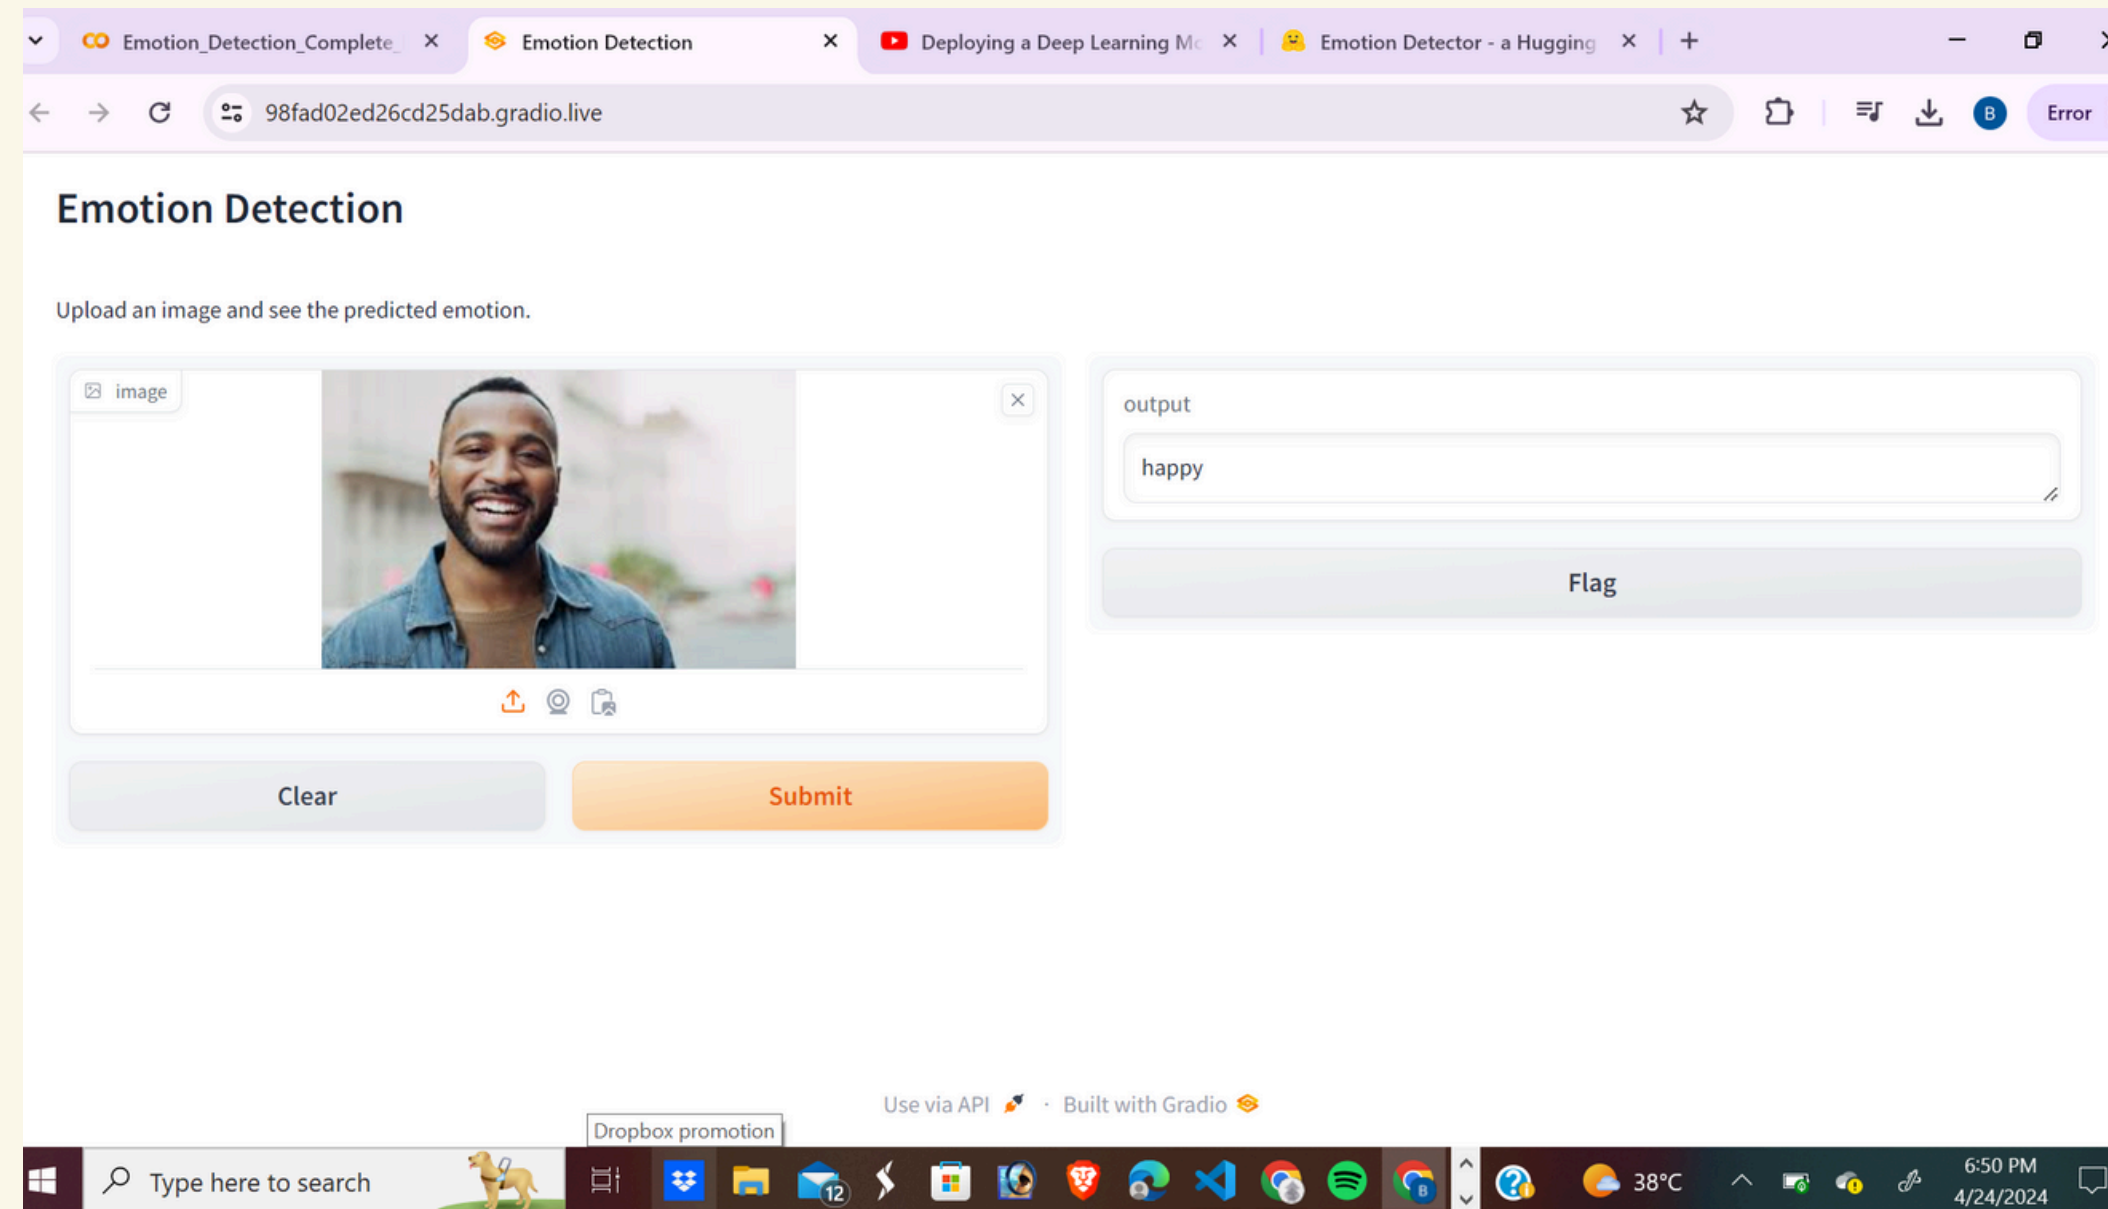 Emotion_Detection_Complete_
Emotion Detection
Deploying a Deep Learning Mo
Emotion Detector - a Hugging
98fad02ed26cd25dab.gradio.live
B
Error
Emotion Detection
Upload an image and see the predicted emotion.
image
output
happy
Flag
Clear
Submit
Use via API · Built with Gradio
Dropbox promotion
Type here to search
12
B
38°C
6:50 PM
4/24/2024